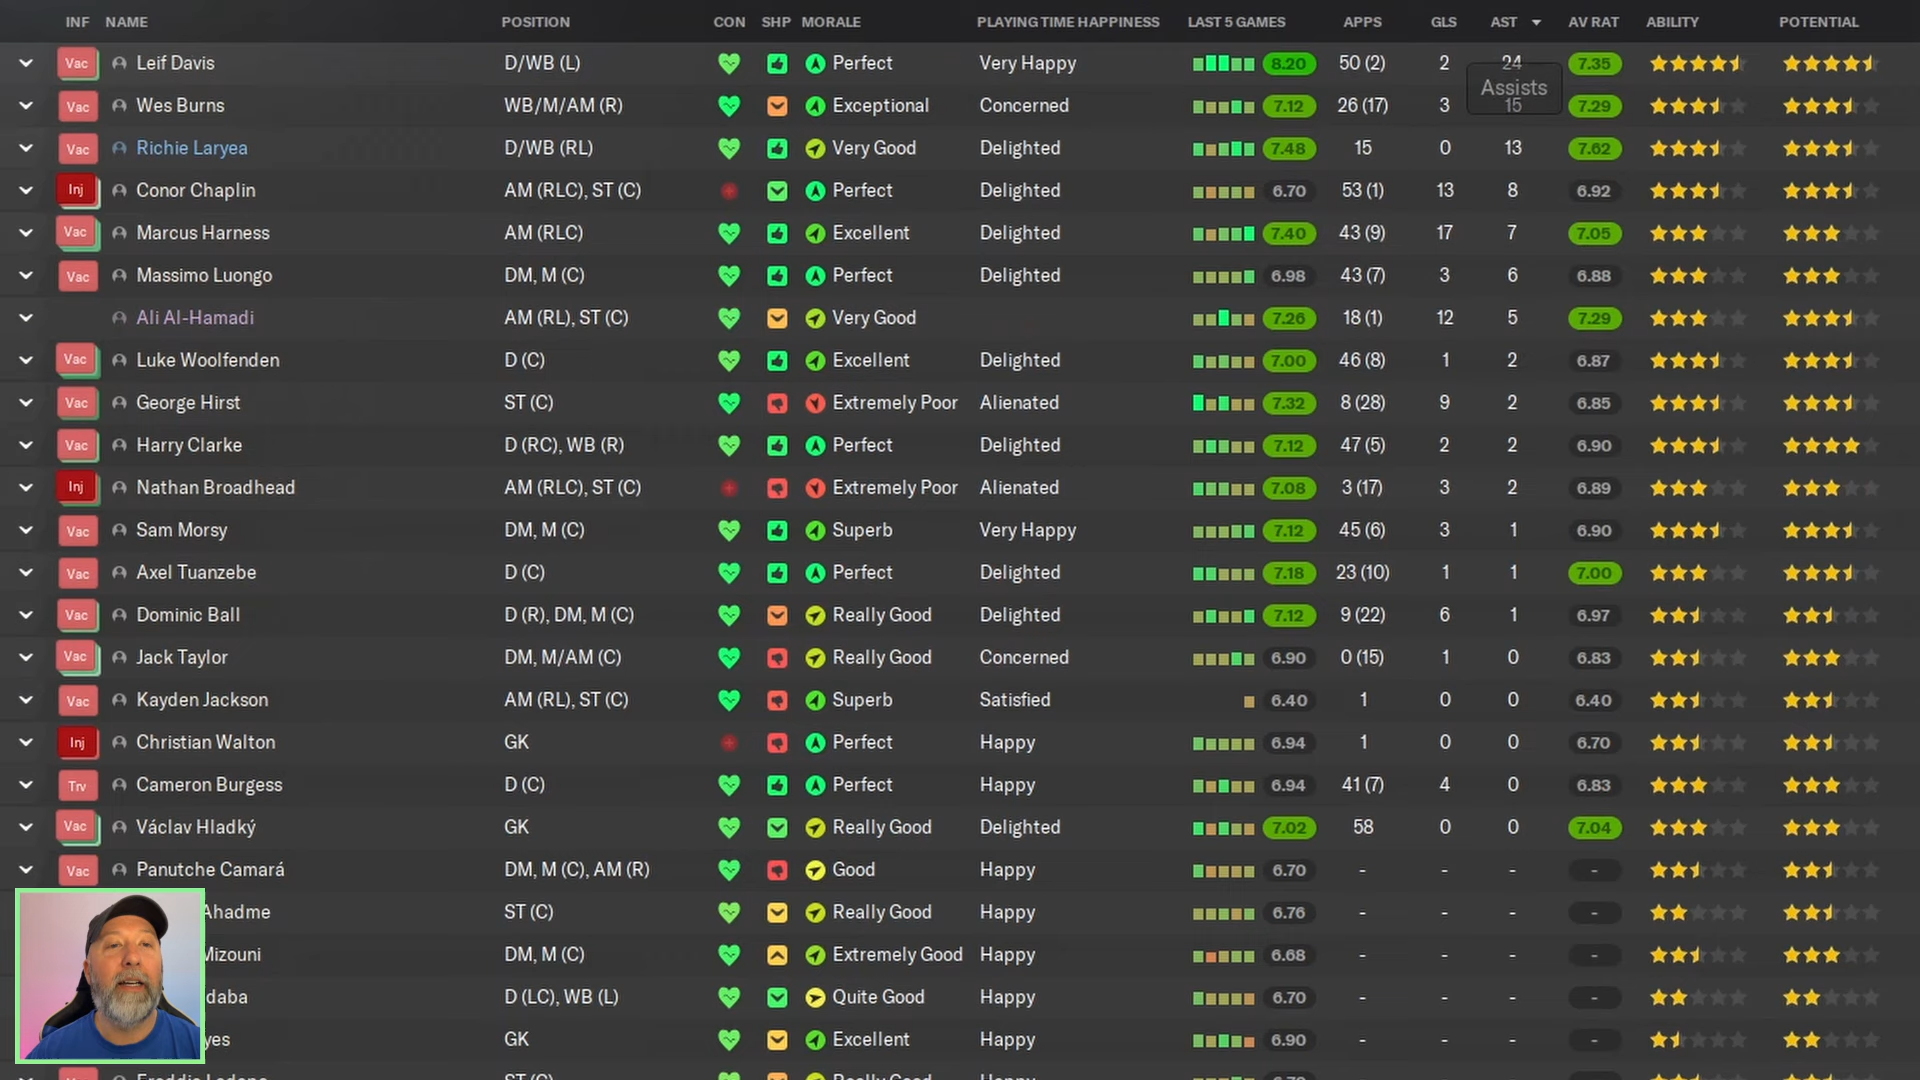 INF NAME POSITION CON SHP MORALE PLAYING TIME HAPPINESS LAST 5 GAMES APPS GLS AST AV RAT ABILITY POTENTIAL
Vac Leif Davis D/WB (L) Perfect Very Happy 8.20 50 (2) 2 24 7.35
Assists
Vac Wes Burns WB/M/AM (R) Exceptional Concerned 7.12 26 (17) 3 15 7.29
Vac Richie Laryea D/WB (RL) Very Good Delighted 7.48 15 0 13 7.62
Inj Conor Chaplin AM (RLC), ST (C) Perfect Delighted 6.70 53 (1) 13 8 6.92
Vac Marcus Harness AM (RLC) Excellent Delighted 7.40 43 (9) 17 7 7.05
Vac Massimo Luongo DM, M (C) Perfect Delighted 6.98 43 (7) 3 6 6.88
Ali Al-Hamadi AM (RL), ST (C) Very Good 7.26 18 (1) 12 5 7.29
Vac Luke Woolfenden D (C) Excellent Delighted 7.00 46 (8) 1 2 6.87
Vac George Hirst ST (C) Extremely Poor Alienated 7.32 8 (28) 9 2 6.85
Vac Harry Clarke D (RC), WB (R) Perfect Delighted 7.12 47 (5) 2 2 6.90
Inj Nathan Broadhead AM (RLC), ST (C) Extremely Poor Alienated 7.08 3 (17) 3 2 6.89
Vac Sam Morsy DM, M (C) Superb Very Happy 7.12 45 (6) 3 1 6.90
Vac Axel Tuanzebe D (C) Perfect Delighted 7.18 23 (10) 1 1 7.00
Vac Dominic Ball D (R), DM, M (C) Really Good Delighted 7.12 9 (22) 6 1 6.97
Vac Jack Taylor DM, M/AM (C) Really Good Concerned 6.90 0 (15) 1 0 6.83
Vac Kayden Jackson AM (RL), ST (C) Superb Satisfied 6.40 1 0 0 6.40
Inj Christian Walton GK Perfect Happy 6.94 1 0 0 6.70
Trv Cameron Burgess D (C) Perfect Happy 6.94 41 (7) 4 0 6.83
Vac Václav Hladký GK Really Good Delighted 7.02 58 0 0 7.04
Vac Panutche Camará DM, M (C), AM (R) Good Happy 6.70 - - - -
Ahadme ST (C) Really Good Happy 6.76 - - - -
Mizouni DM, M (C) Extremely Good Happy 6.68 - - - -
daba D (LC), WB (L) Quite Good Happy 6.70 - - - -
yes GK Excellent Happy 6.90 - - - -